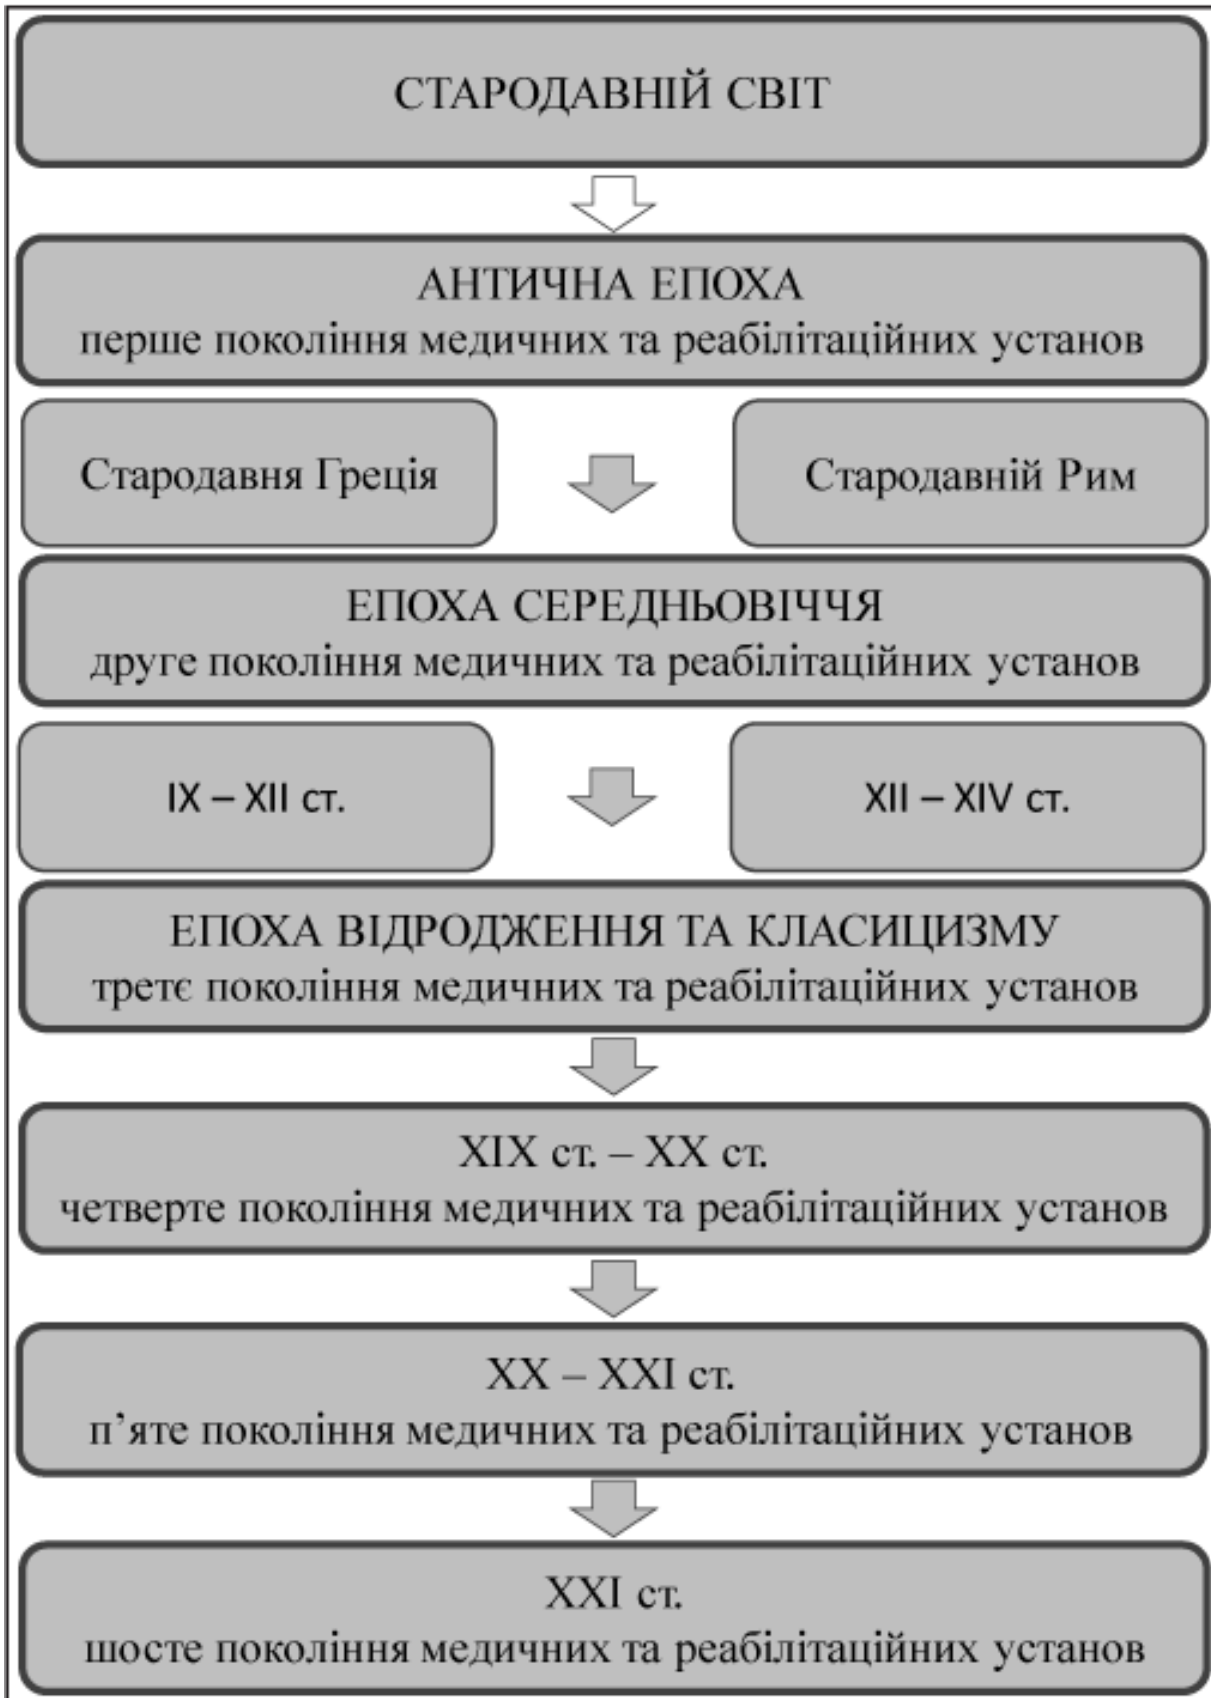 СТАРОДАВНІЙ СВІТ
АНТИЧНА ЕПОХА
перше покоління медичних та реабілітаційних установ
Стародавня Греція
Стародавній Рим
ЕПОХА СЕРЕДНЬОВІЧЧЯ
друге покоління медичних та реабілітаційних установ
IX – XII ст.
XII – XIV ст.
ЕПОХА ВІДРОДЖЕННЯ ТА КЛАСИЦИЗМУ
третє покоління медичних та реабілітаційних установ
XIX ст. – XX ст.
четверте покоління медичних та реабілітаційних установ
XX – XXI ст.
п’яте покоління медичних та реабілітаційних установ
XXI ст.
шосте покоління медичних та реабілітаційних установ